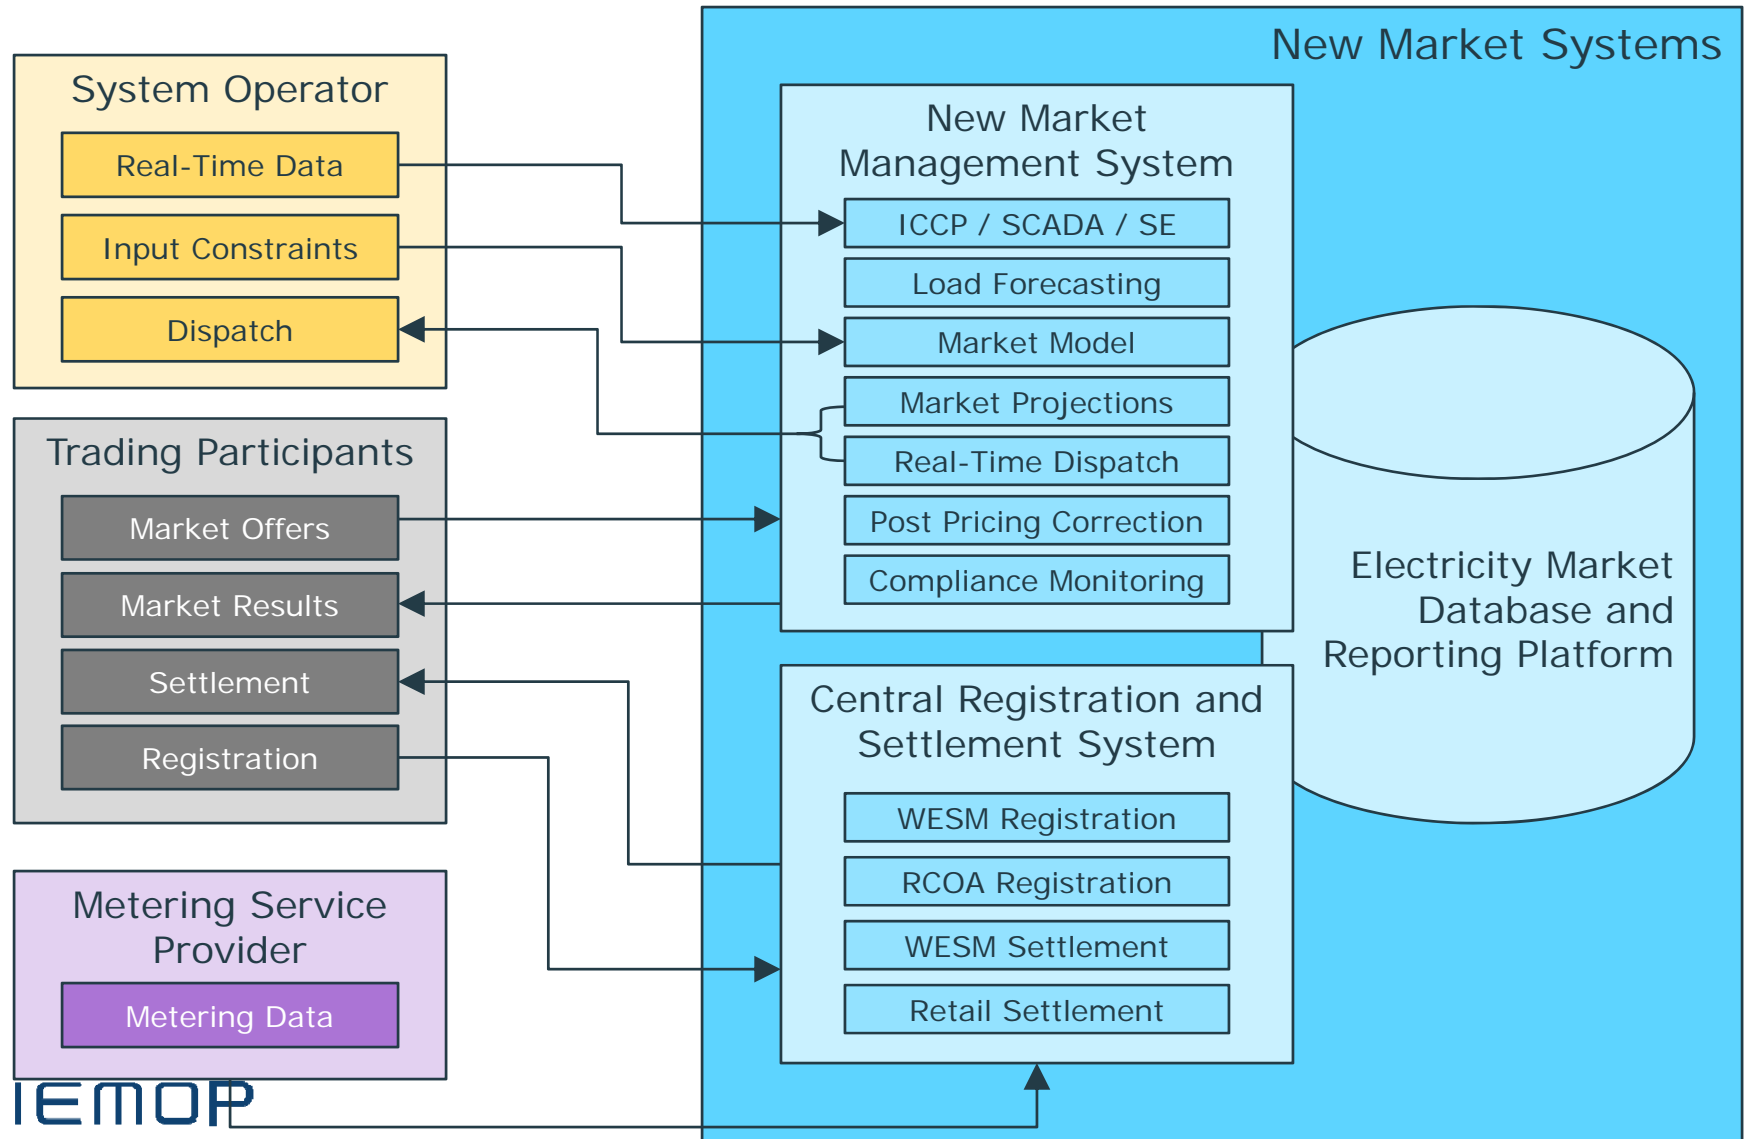 New Market Systems
System Operator
Real-Time Data
Input Constraints
Dispatch
Trading Participants
Market Offers
Market Results
Settlement
Registration
Metering Service
Provider
Metering Data
IEMOP
New Market
Management System
ICCP / SCADA / SE
Load Forecasting
Market Model
Market Projections
Real-Time Dispatch
Post Pricing Correction
Compliance Monitoring
Central Registration and
Settlement System
WESM Registration
RCOA Registration
WESM Settlement
Retail Settlement
Electricity Market
Database and
Reporting Platform